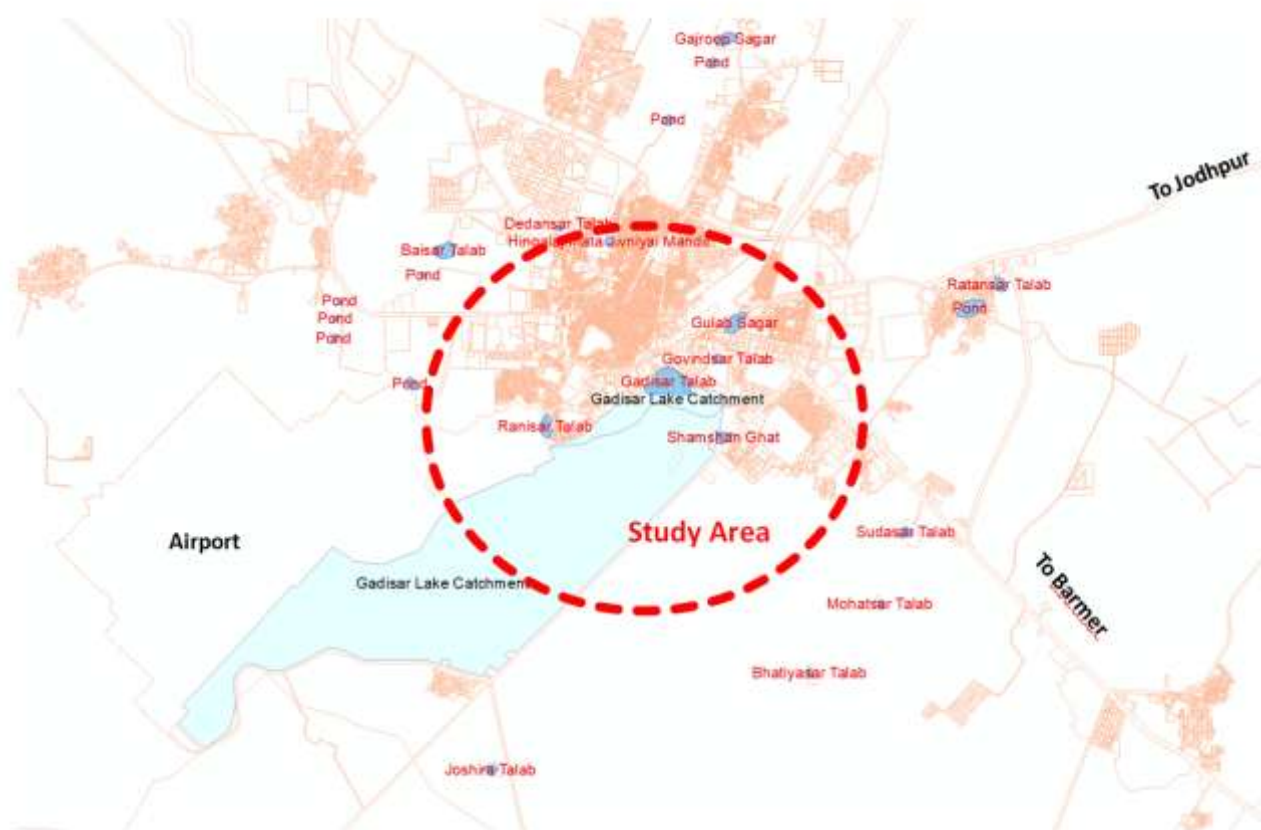 Gajroop Sagar
Pond
Pond
To Jodhpur
Dedansar Talab
Baisar Talab
Pond
Ratansar Talab
Pond
Pond
Pond
Pond
Gulab Sagar
Govindsar Talab
Pond
Gadisar Talab
Gadisar Lake Catchment
Ranisar Talab
Shamshan Ghat
Study Area
Sudasar Talab
Airport
Gadisar Lake Catchment
To Barmer
Mohatsar Talab
Bhatiyasar Talab
Joshira Talab